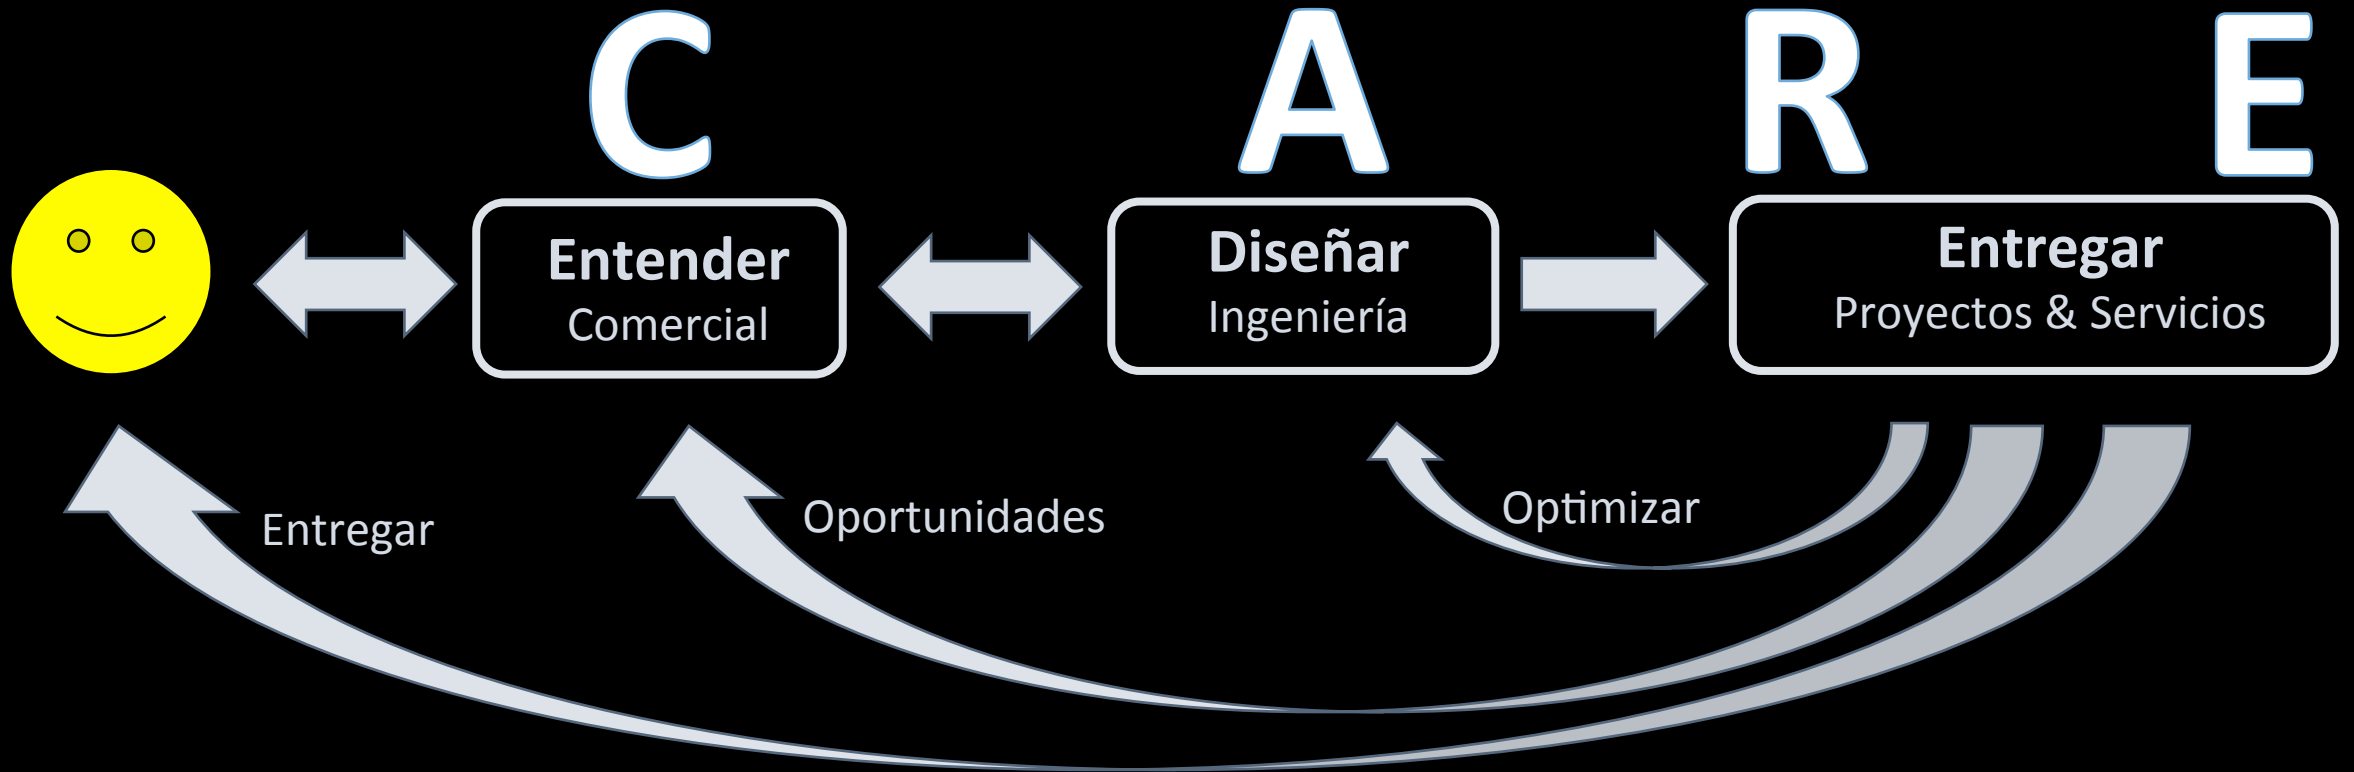 C A R E
Entender
Comercial
Diseñar
Ingeniería
Entregar
Proyectos & Servicios
Entregar
Oportunidades
Optimizar